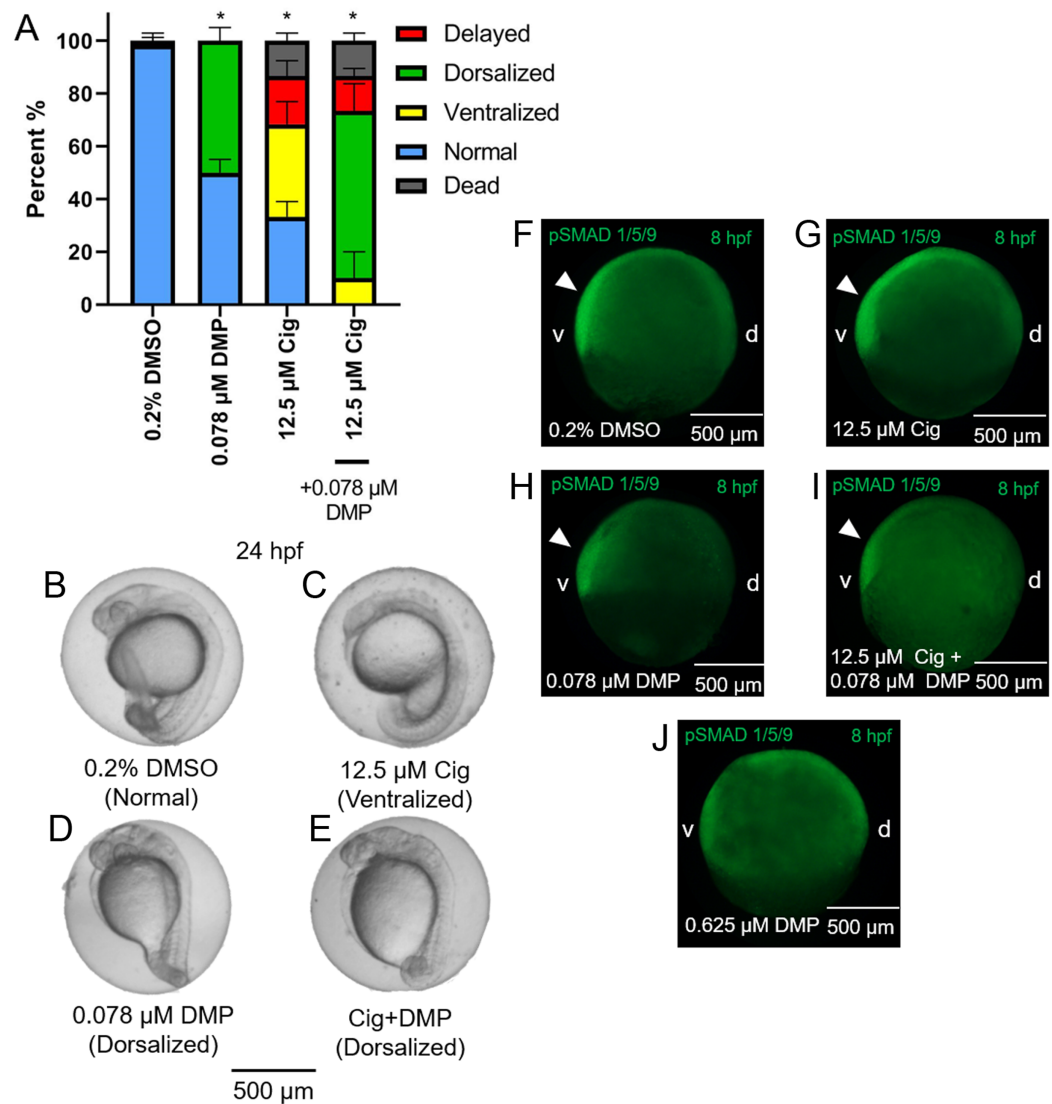 A
Percent %
100
80
60
40
20
0
*
*
*
0.2% DMSO
0.078 µM DMP
12.5 µM Cig
12.5 µM Cig
+0.078 µM
DMP
Delayed
Dorsalized
Ventralized
Normal
Dead
24 hpf
B
0.2% DMSO
(Normal)
C
12.5 µM Cig
(Ventralized)
D
0.078 µM DMP
(Dorsalized)
E
Cig+DMP
(Dorsalized)
500 µm
F
pSMAD 1/5/9 8 hpf
v d
0.2% DMSO 500 µm
G
pSMAD 1/5/9 8 hpf
v d
12.5 µM Cig 500 µm
H
pSMAD 1/5/9 8 hpf
v d
0.078 µM DMP 500 µm
I
pSMAD 1/5/9 8 hpf
v d
12.5 µM Cig +
0.078 µM DMP 500 µm
J
pSMAD 1/5/9 8 hpf
v d
0.625 µM DMP 500 µm